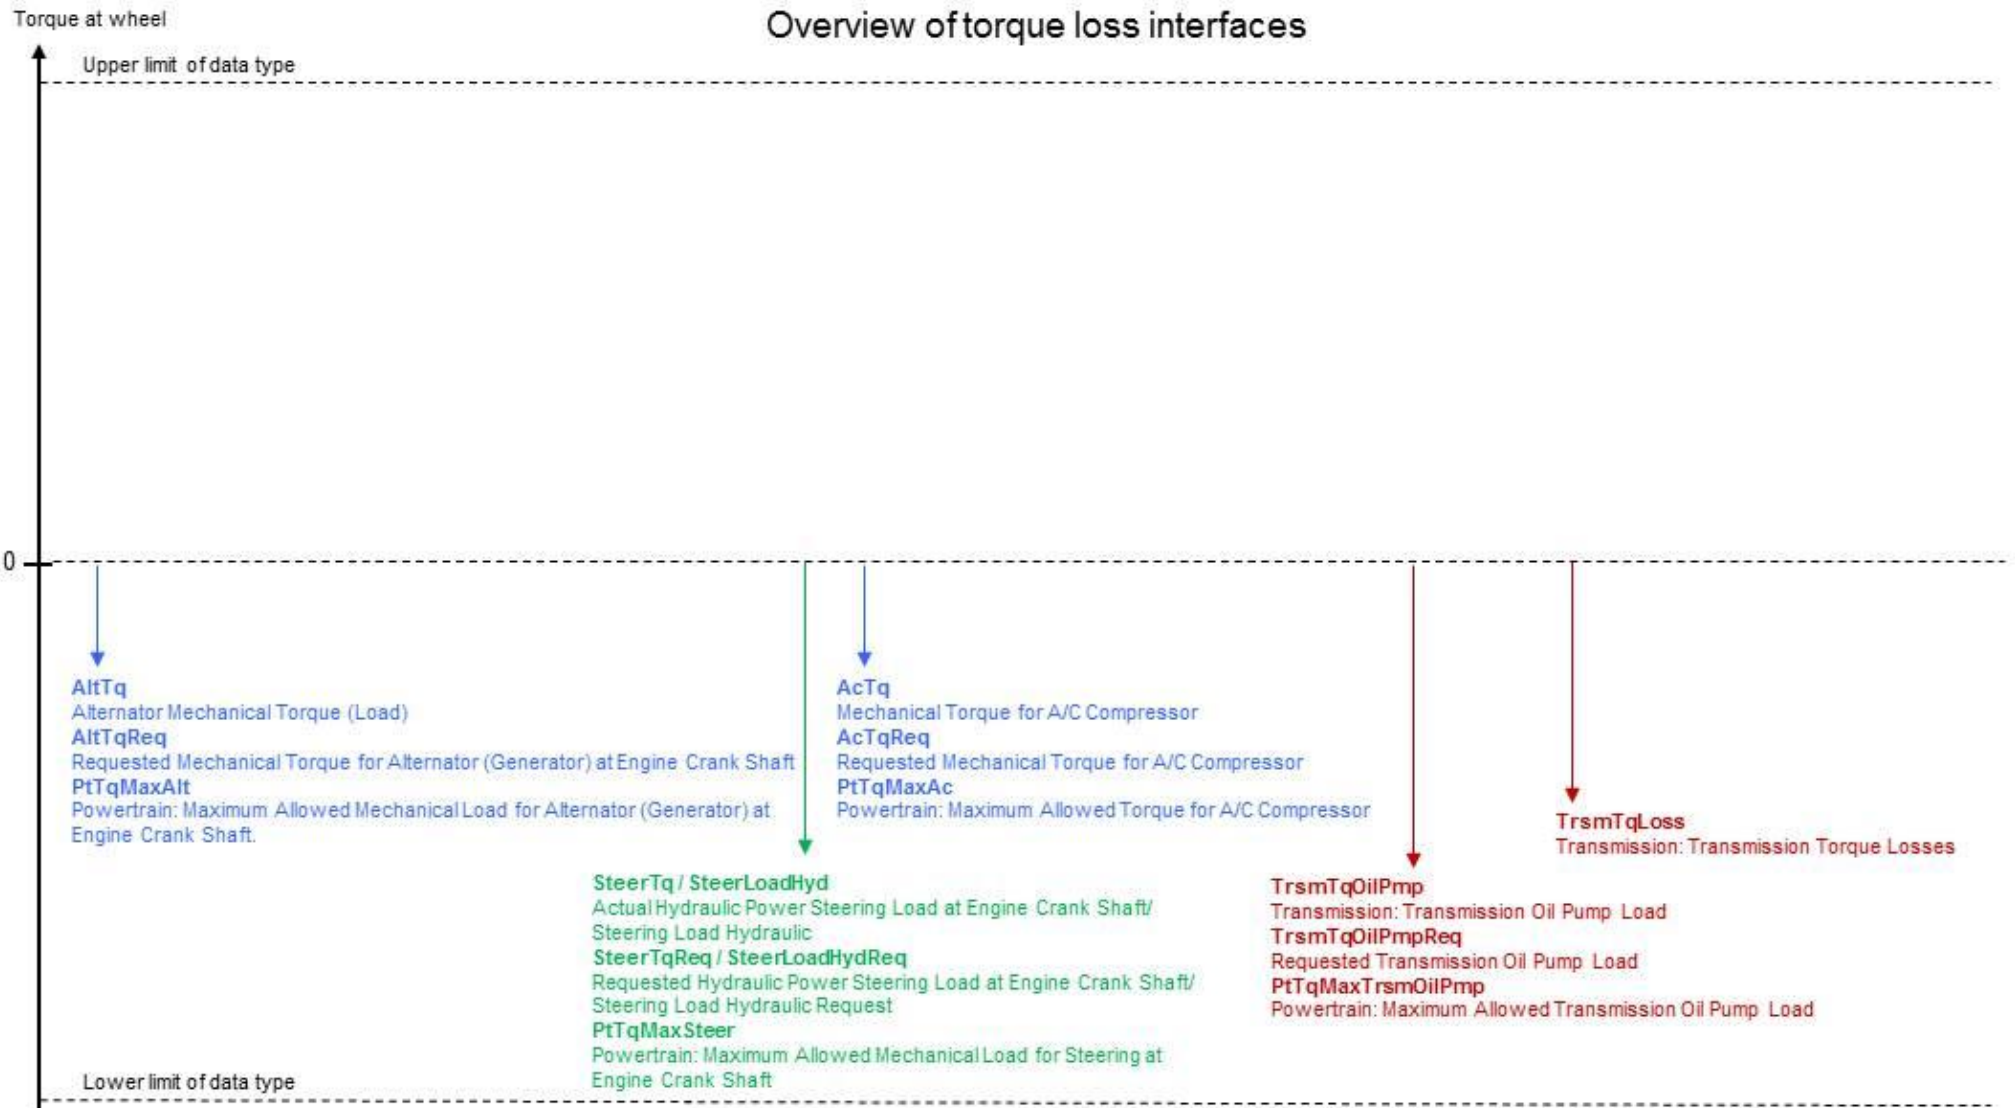 Torque at wheel
Overview of torque loss interfaces
Upper limit of data type
0
AltTq
Alternator Mechanical Torque (Load)
AltTqReq
Requested Mechanical Torque for Alternator (Generator) at Engine Crank Shaft
PtTqMaxAlt
Powertrain: Maximum Allowed Mechanical Load for Alternator (Generator) at
Engine Crank Shaft.
AcTq
Mechanical Torque for A/C Compressor
AcTqReq
Requested Mechanical Torque for A/C Compressor
PtTqMaxAc
Powertrain: Maximum Allowed Torque for A/C Compressor
TrsmTqLoss
Transmission: Transmission Torque Losses
SteerTq / SteerLoadHyd
Actual Hydraulic Power Steering Load at Engine Crank Shaft/
Steering Load Hydraulic
SteerTqReq / SteerLoadHydReq
Requested Hydraulic Power Steering Load at Engine Crank Shaft/
Steering Load Hydraulic Request
PtTqMaxSteer
Powertrain: Maximum Allowed Mechanical Load for Steering at
Engine Crank Shaft
TrsmTqOilPmp
Transmission: Transmission Oil Pump Load
TrsmTqOilPmpReq
Requested Transmission Oil Pump Load
PtTqMaxTrsmOilPmp
Powertrain: Maximum Allowed Transmission Oil Pump Load
Lower limit of data type